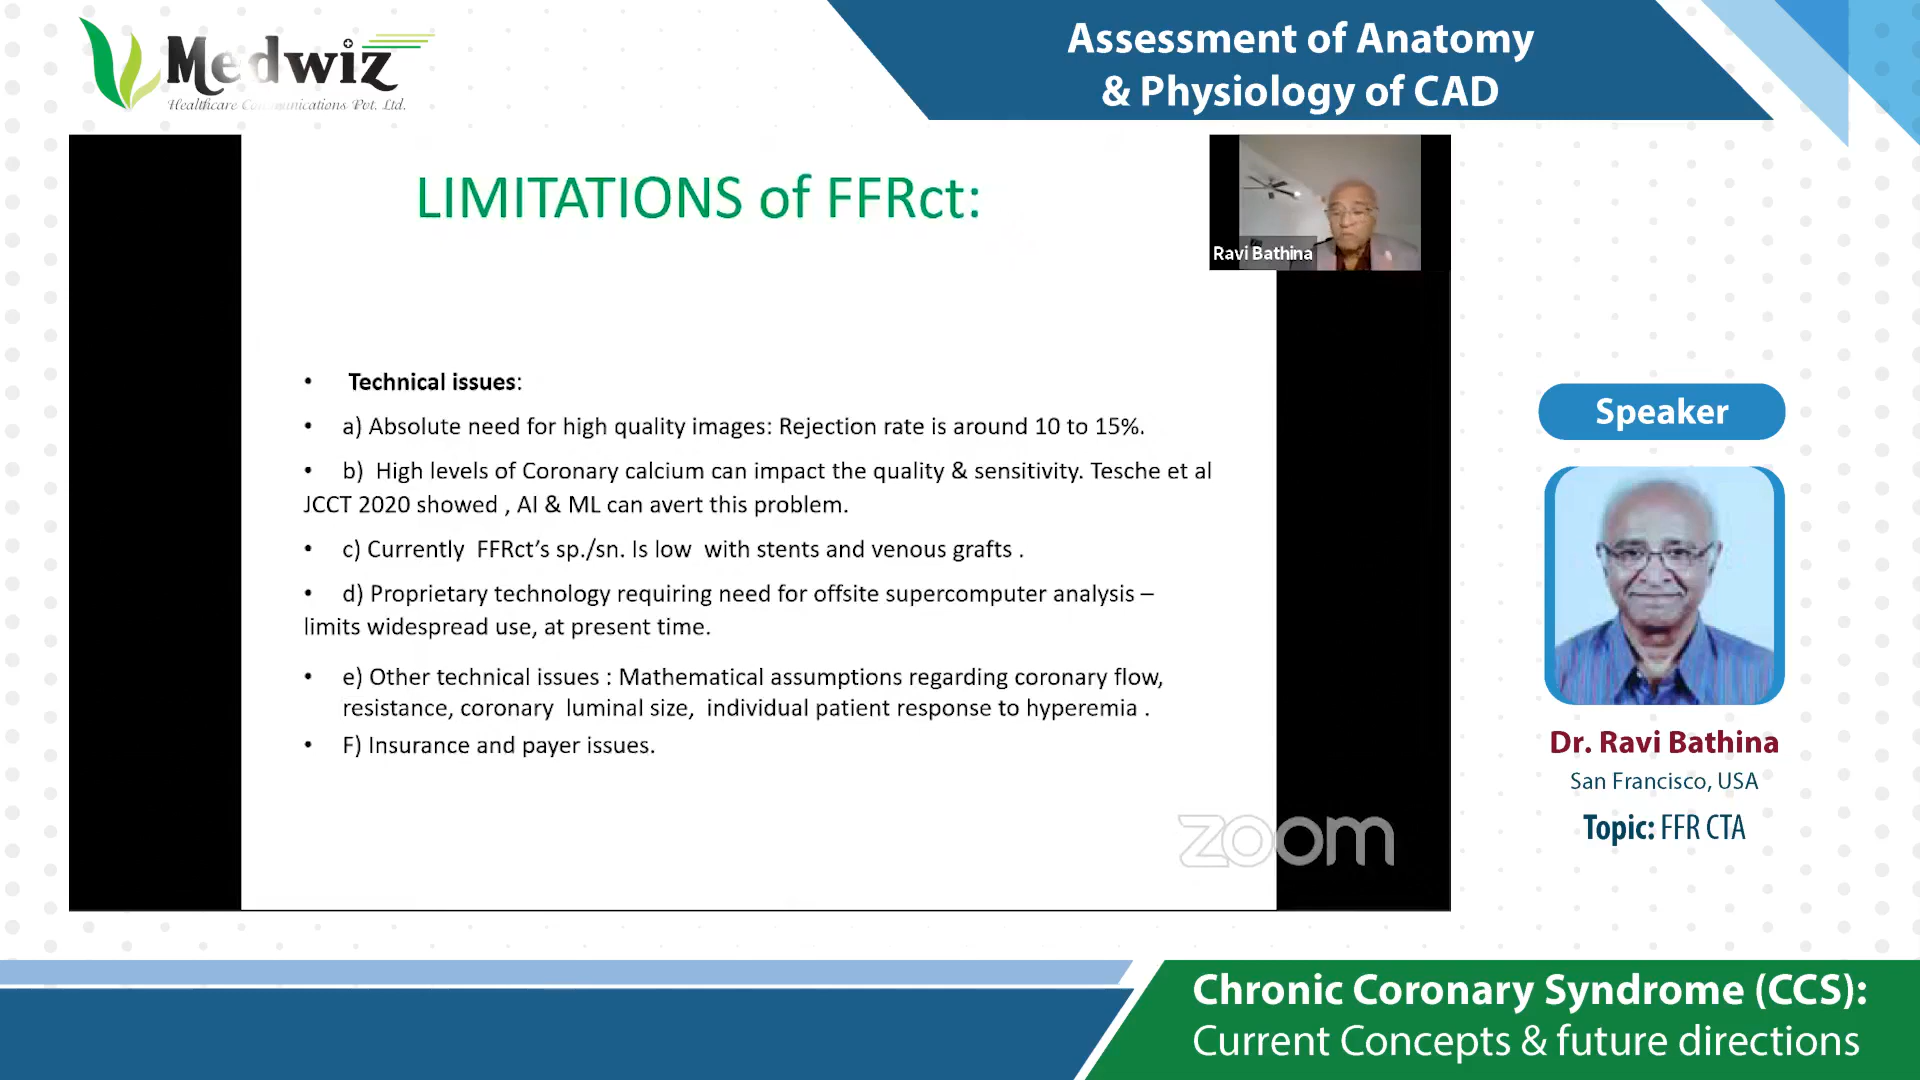 Medwiz
Healthcare Communications Pvt. Ltd.
Assessment of Anatomy
& Physiology of CAD
LIMITATIONS of FFRct:
Ravi Bathina
• Technical issues:
• a) Absolute need for high quality images: Rejection rate is around 10 to 15%.
• b) High levels of Coronary calcium can impact the quality & sensitivity. Tesche et al
JCCT 2020 showed , AI & ML can avert this problem.
• c) Currently FFRct's sp./sn. Is low with stents and venous grafts .
• d) Proprietary technology requiring need for offsite supercomputer analysis –
limits widespread use, at present time.
• e) Other technical issues : Mathematical assumptions regarding coronary flow,
resistance, coronary luminal size, individual patient response to hyperemia .
• F) Insurance and payer issues.
zoom
Speaker
Dr. Ravi Bathina
San Francisco, USA
Topic: FFR CTA
Chronic Coronary Syndrome (CCS):
Current Concepts & future directions